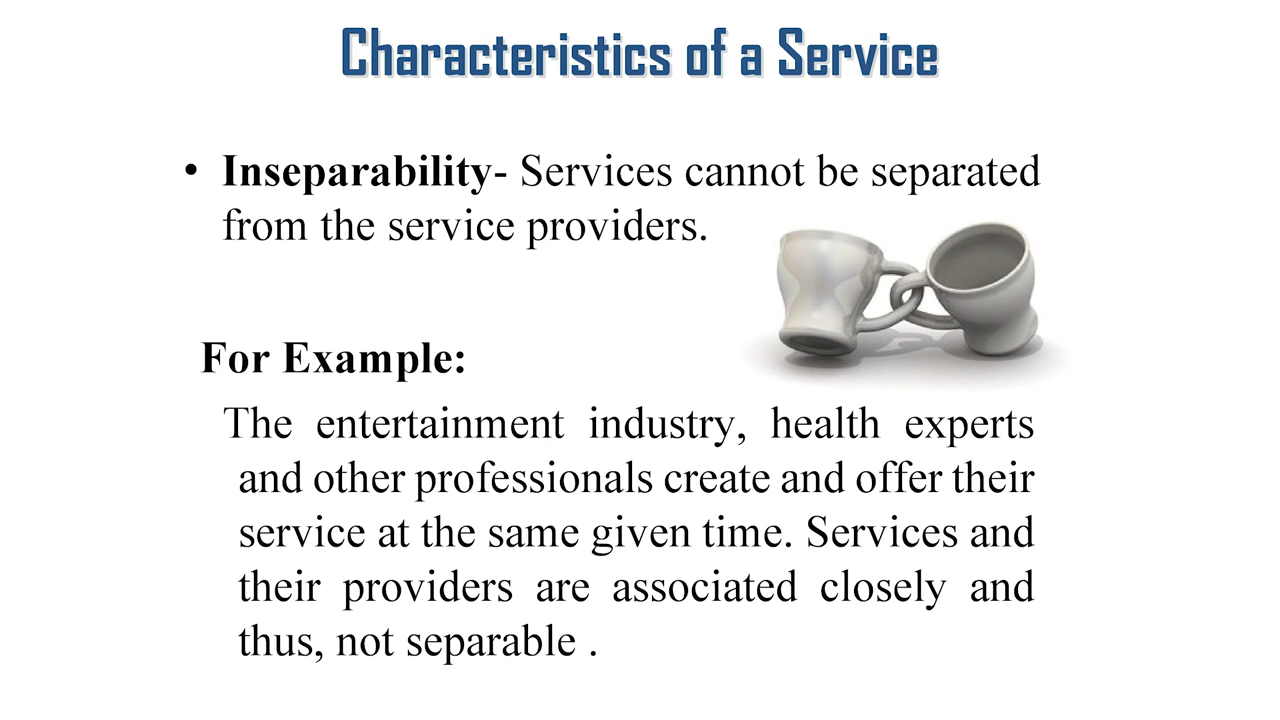 Characteristics of a Service
• Inseparability- Services cannot be separated
from the service providers.
For Example:
The entertainment industry, health experts
and other professionals create and offer their
service at the same given time. Services and
their providers are associated closely and
thus, not separable .